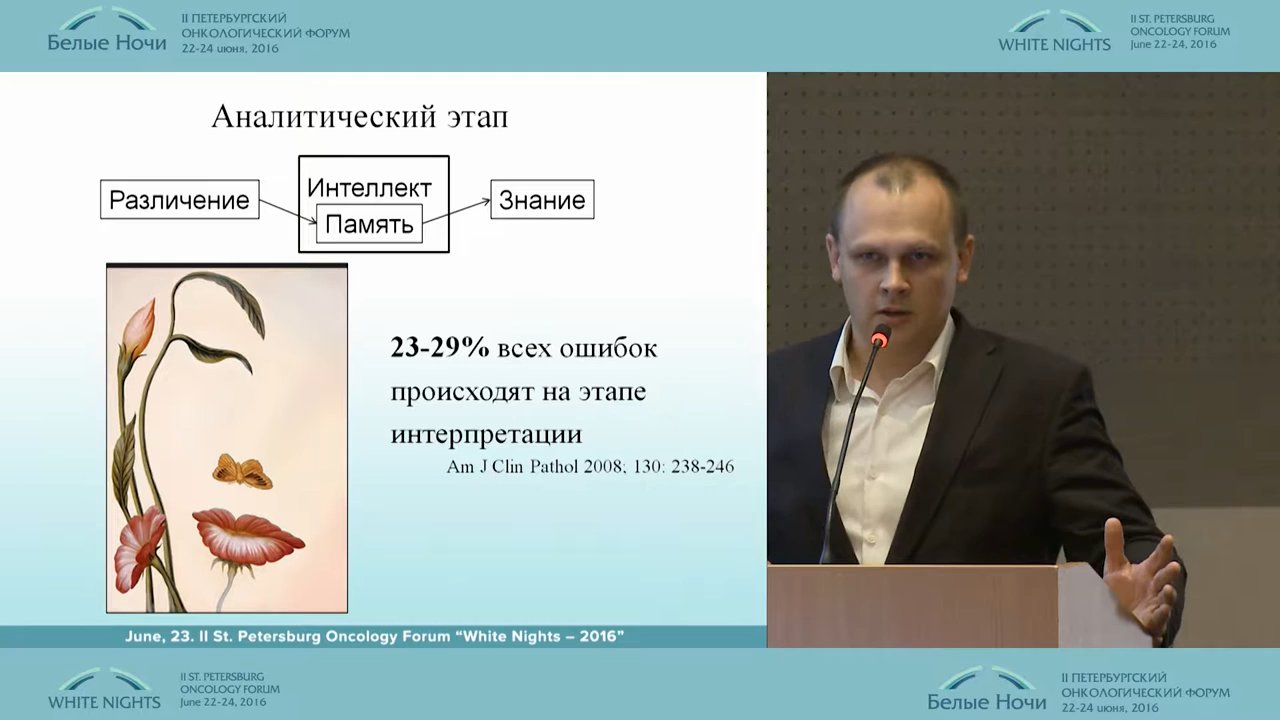 Белые Ночи
II ПЕТЕРБУРГСКИЙ
ОНКОЛОГИЧЕСКИЙ ФОРУМ
22-24 июня, 2016
WHITE NIGHTS
II ST. PETERSBURG
ONCOLOGY FORUM
June 22-24, 2016
Аналитический этап
Различение
Интеллект
Память
Знание
23-29% всех ошибок
происходят на этапе
интерпретации
Am J Clin Pathol 2008; 130: 238-246
June, 23. II St. Petersburg Oncology Forum “White Nights – 2016”
WHITE NIGHTS
II ST. PETERSBURG
ONCOLOGY FORUM
June 22-24, 2016
Белые Ночи
II ПЕТЕРБУРГСКИЙ
ОНКОЛОГИЧЕСКИЙ ФОРУМ
22-24 июня, 2016